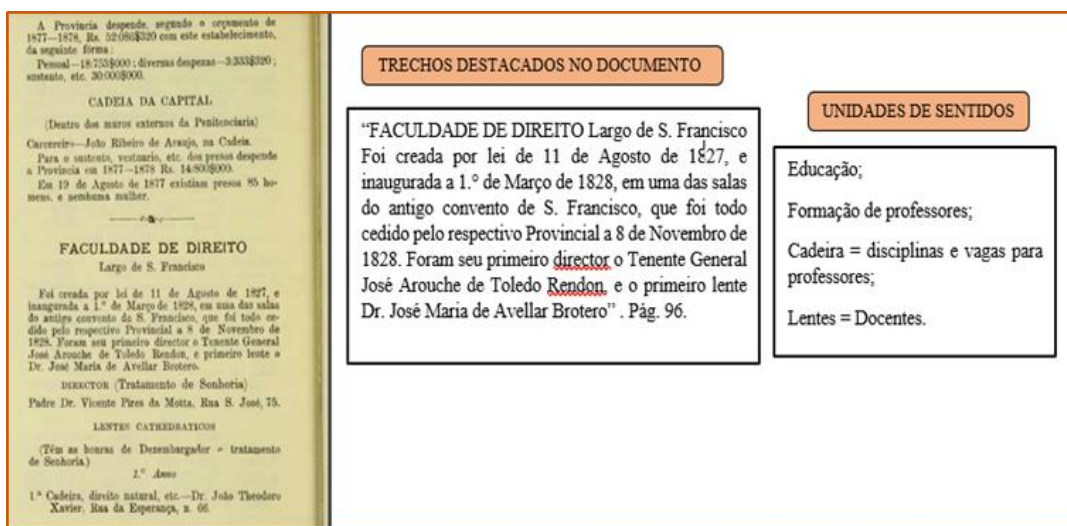 A Provincia despende, segundo o orçamento de
1877—1878, Rs. 52:086$320 com este estabelecimento,
da seguinte fórma:
Pessoal—18:753$000; diversas despezas—3:333$320;
sustento, etc. 30:000$000.
CADEIA DA CAPITAL
(Dentro dos muros externos da Penitenciaria)
Carcereiro—João Ribeiro de Araujo, na Cadeia.
Para o sustento, vestuario, etc. dos presos despende
a Provincia em 1877—1878 Rs. 14:800$000.
Em 19 de Agosto de 1877 existiam presos 85 ho-
mens, e nenhuma mulher.
FACULDADE DE DIREITO
Largo de S. Francisco
Foi creada por lei de 11 de Agosto de 1827, e
inaugurada a 1.º de Março de 1828, em uma das salas
do antigo convento de S. Francisco, que foi todo ce-
dido pelo respectivo Provincial a 8 de Novembro de
1828. Foram seu primeiro director o Tenente General
José Arouche de Toledo Rendon, e primeiro lente o
Dr. José Maria de Avellar Brotero.
DIRECTOR (Tratamento de Senhoria)
Padre Dr. Vicente Pires da Motta, Rua S. José, 75.
LENTES CATHEDRATICOS
(Têm as honras de Dezembargador e tratamento
de Senhoria)
1.º Anno
1.ª Cadeira, direito natural, etc.—Dr. João Theodoro
Xavier, Rua da Esperança, n. 66.
TRECHOS DESTACADOS NO DOCUMENTO
“FACULDADE DE DIREITO Largo de S. Francisco
Foi creada por lei de 11 de Agosto de 1827, e
inaugurada a 1.º de Março de 1828, em uma das salas
do antigo convento de S. Francisco, que foi todo
cedido pelo respectivo Provincial a 8 de Novembro de
1828. Foram seu primeiro director o Tenente General
José Arouche de Toledo Rendon, e o primeiro lente
Dr. José Maria de Avellar Brotero” . Pág. 96.
UNIDADES DE SENTIDOS
Educação;
Formação de professores;
Cadeira = disciplinas e vagas para
professores;
Lentes = Docentes.